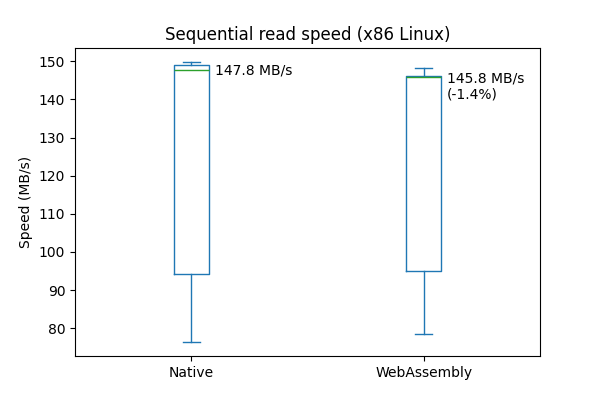 Sequential read speed (x86 Linux)
150
140
130
120
110
100
90
80
Speed (MB/s)
147.8 MB/s
145.8 MB/s
(-1.4%)
Native
WebAssembly